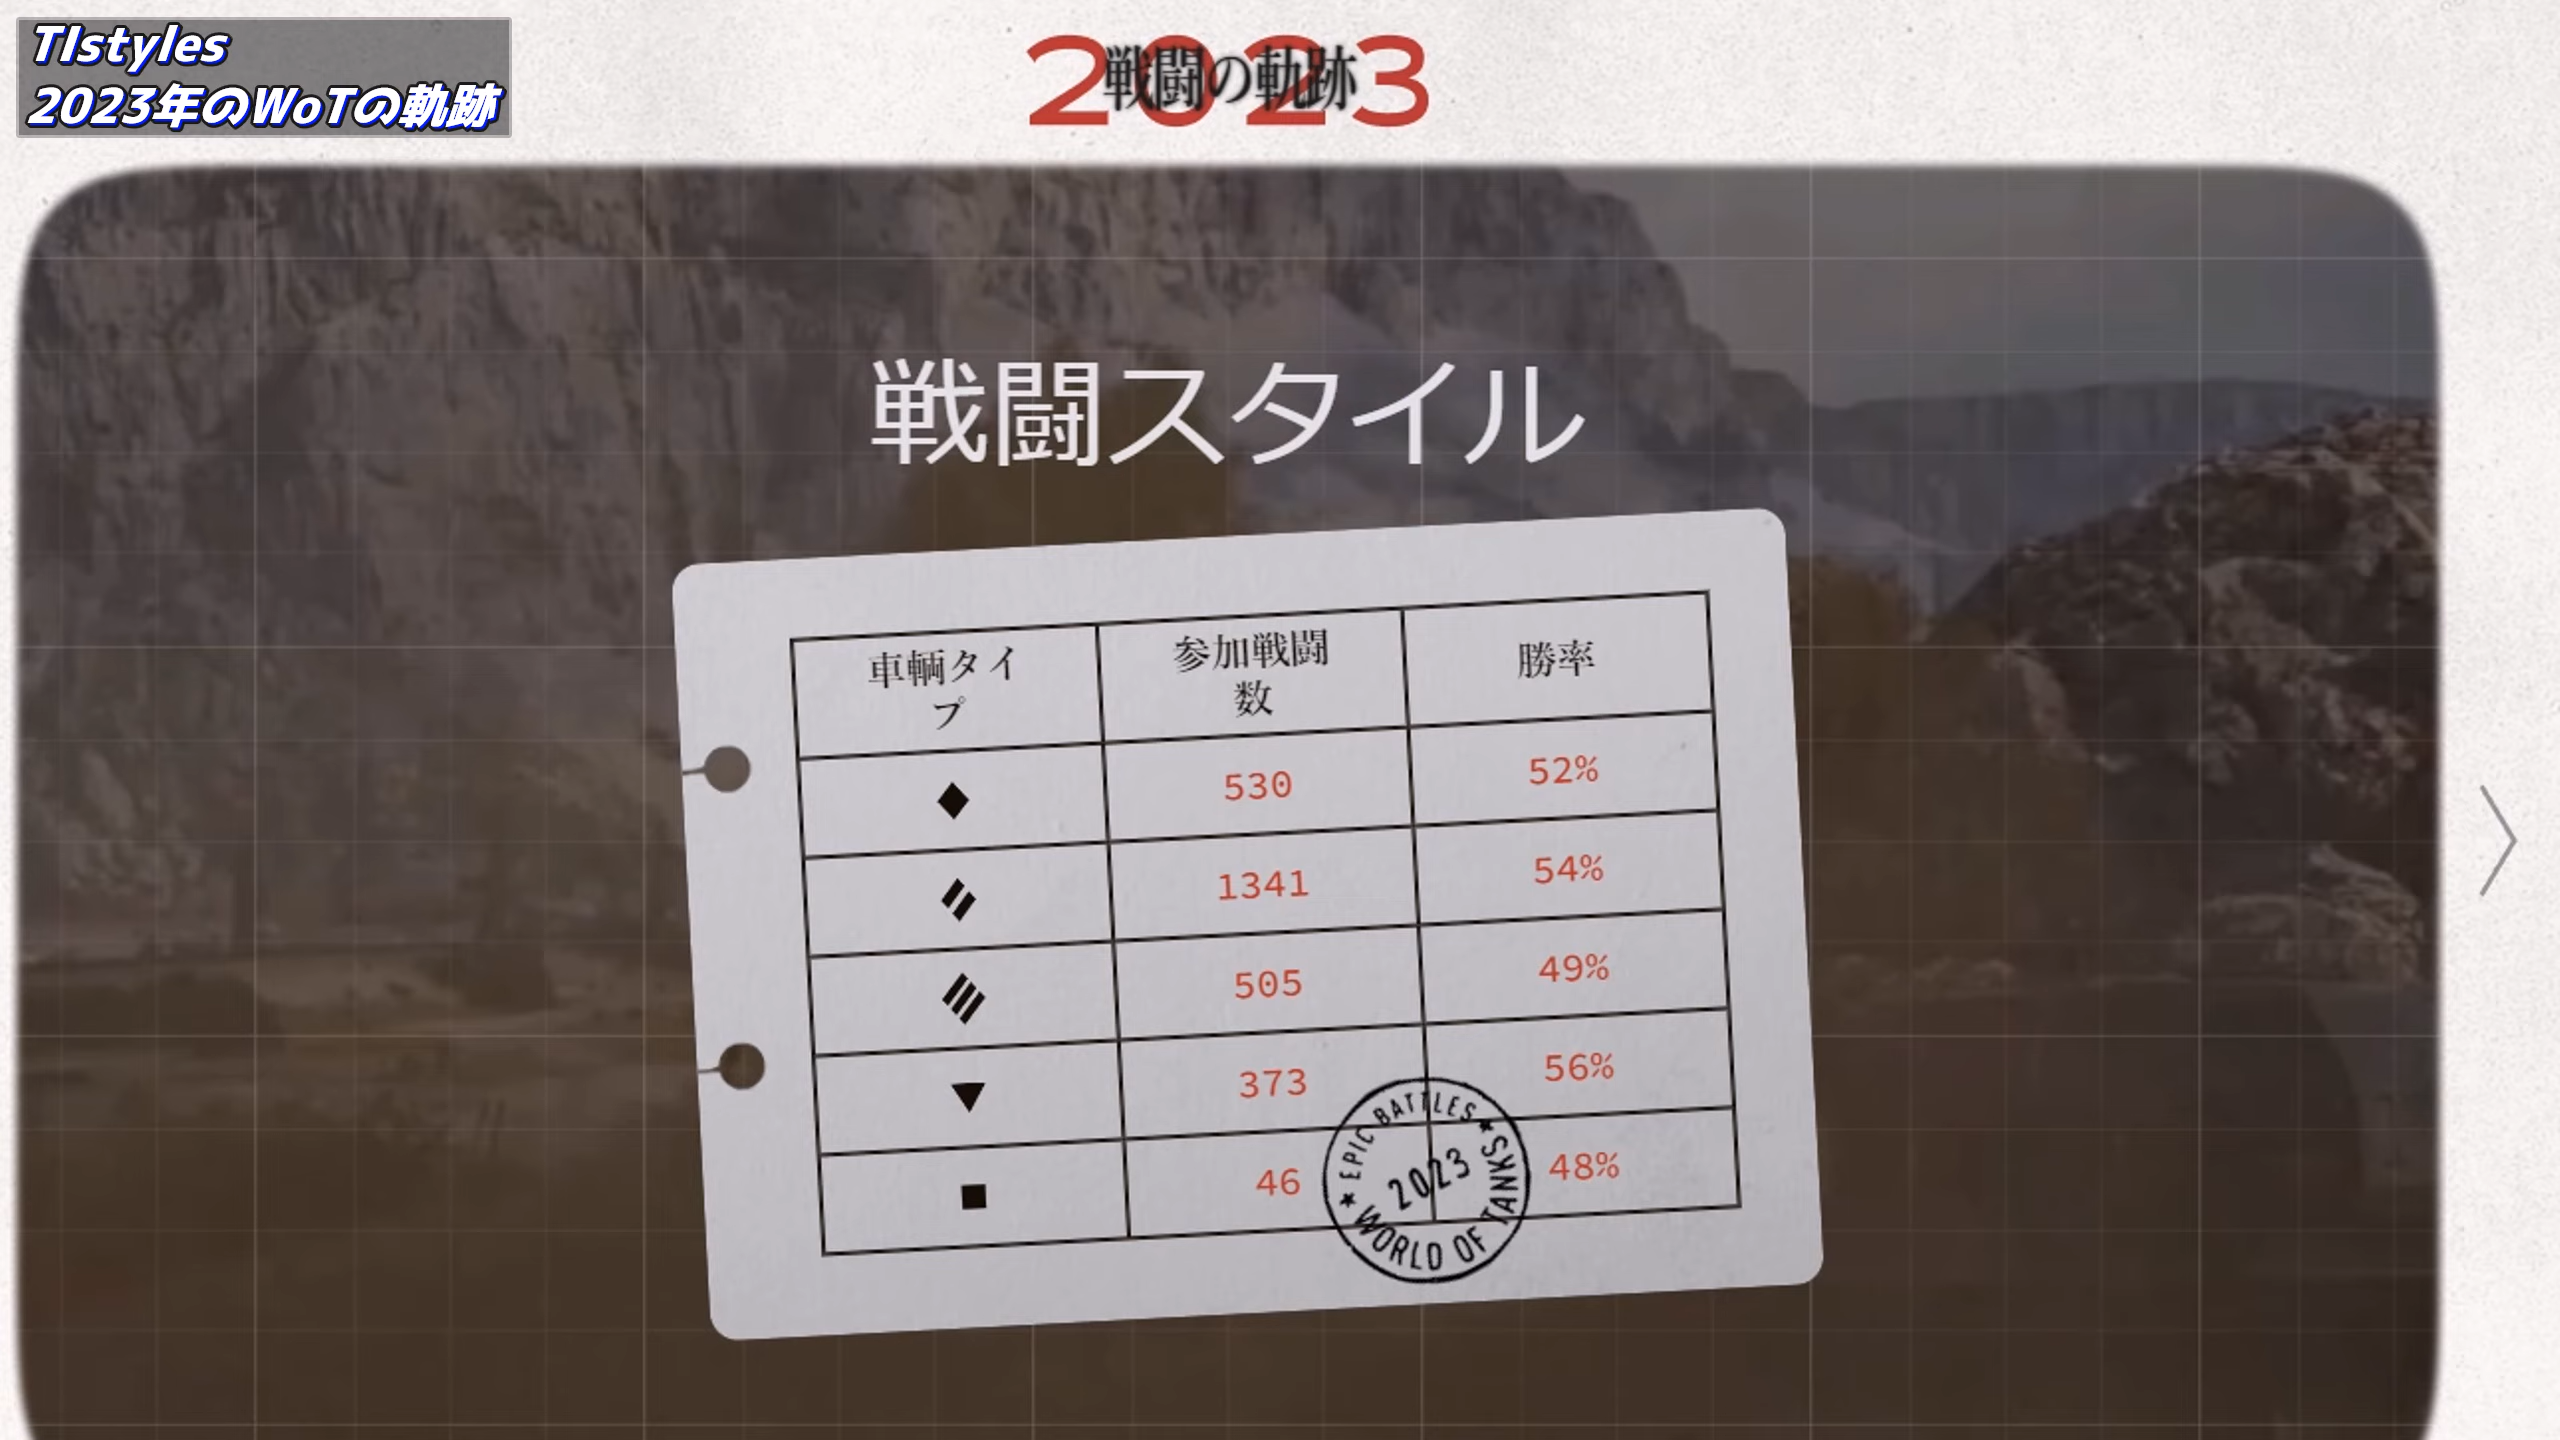 TIstyles
2023年のWoTの軌跡
2023
戦闘の軌跡
戦闘スタイル
車輌タイ
プ
参加戦闘
数
勝率
530
52%
1341
54%
505
49%
373
56%
46
48%
★ EPIC BATTLES ★
2023
WORLD OF TANKS